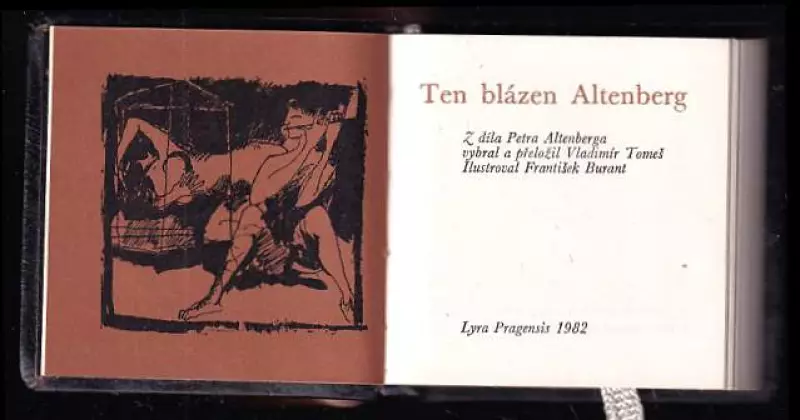 Ten blázen Altenberg
Z díla Petra Altenberga
vybral a přeložil Vladimír Tomeš
Ilustroval František Burant
Lyra Pragensis 1982